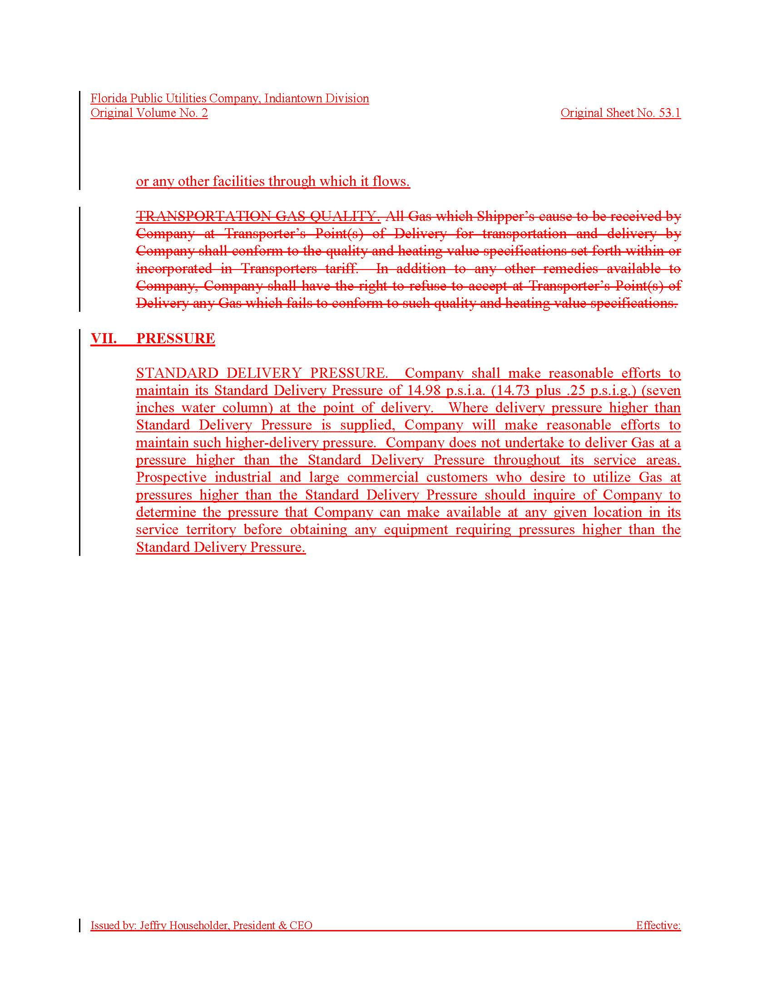 Florida Public Utilities Company, Indiantown Division
Original Volume No. 2 Original Sheet No. 53.1
or any other facilities through which it flows.
TRANSPORTATION GAS QUALITY. All Gas which Shipper’s cause to be received by
Company at Transporter’s Point(s) of Delivery for transportation and delivery by
Company shall conform to the quality and heating value specifications set forth within or
incorporated in Transporters tariff. In addition to any other remedies available to
Company, Company shall have the right to refuse to accept at Transporter’s Point(s) of
Delivery any Gas which fails to conform to such quality and heating value specifications.
VII. PRESSURE
STANDARD DELIVERY PRESSURE. Company shall make reasonable efforts to
maintain its Standard Delivery Pressure of 14.98 p.s.i.a. (14.73 plus .25 p.s.i.g.) (seven
inches water column) at the point of delivery. Where delivery pressure higher than
Standard Delivery Pressure is supplied, Company will make reasonable efforts to
maintain such higher-delivery pressure. Company does not undertake to deliver Gas at a
pressure higher than the Standard Delivery Pressure throughout its service areas.
Prospective industrial and large commercial customers who desire to utilize Gas at
pressures higher than the Standard Delivery Pressure should inquire of Company to
determine the pressure that Company can make available at any given location in its
service territory before obtaining any equipment requiring pressures higher than the
Standard Delivery Pressure.
Issued by: Jeffry Householder, President & CEO Effective: